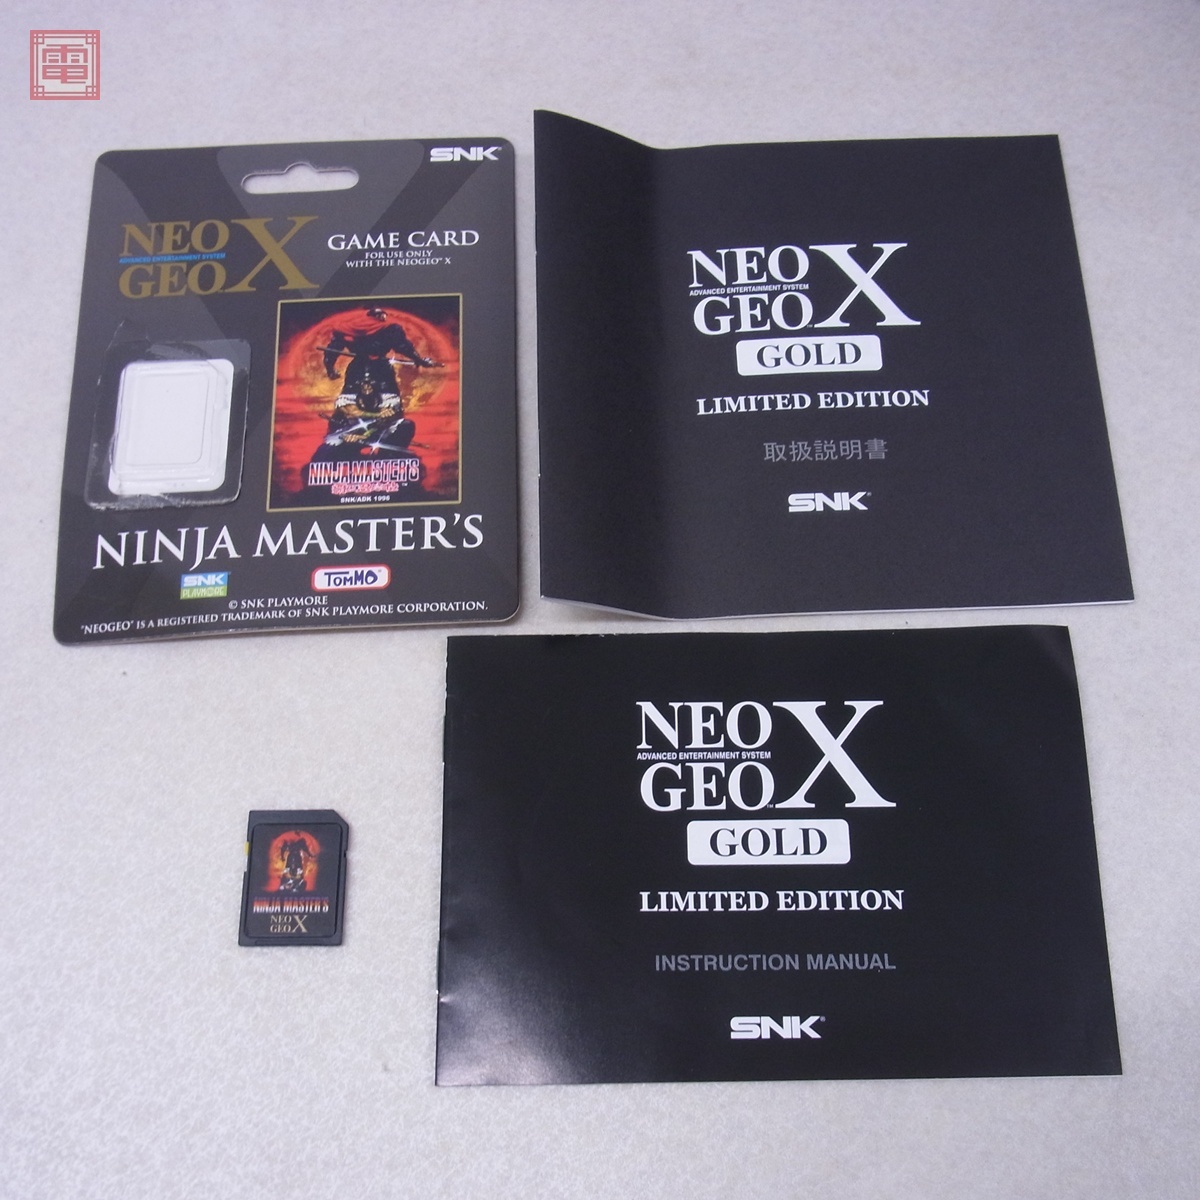 電
SNK
NEO GEO X
ADVANCED ENTERTAINMENT SYSTEM
GAME CARD
FOR USE ONLY
WITH THE NEOGEO™ X
NINJA MASTER'S
SNK/ADK 1996
NINJA MASTER'S
SNK PLAYMORE
TOMMO
© SNK PLAYMORE
"NEOGEO" IS A REGISTERED TRADEMARK OF SNK PLAYMORE CORPORATION.
NEO GEO X
ADVANCED ENTERTAINMENT SYSTEM
GOLD
LIMITED EDITION
取扱説明書
SNK
NINJA MASTER'S
NEO GEO X
NEO GEO X
ADVANCED ENTERTAINMENT SYSTEM
GOLD
LIMITED EDITION
INSTRUCTION MANUAL
SNK